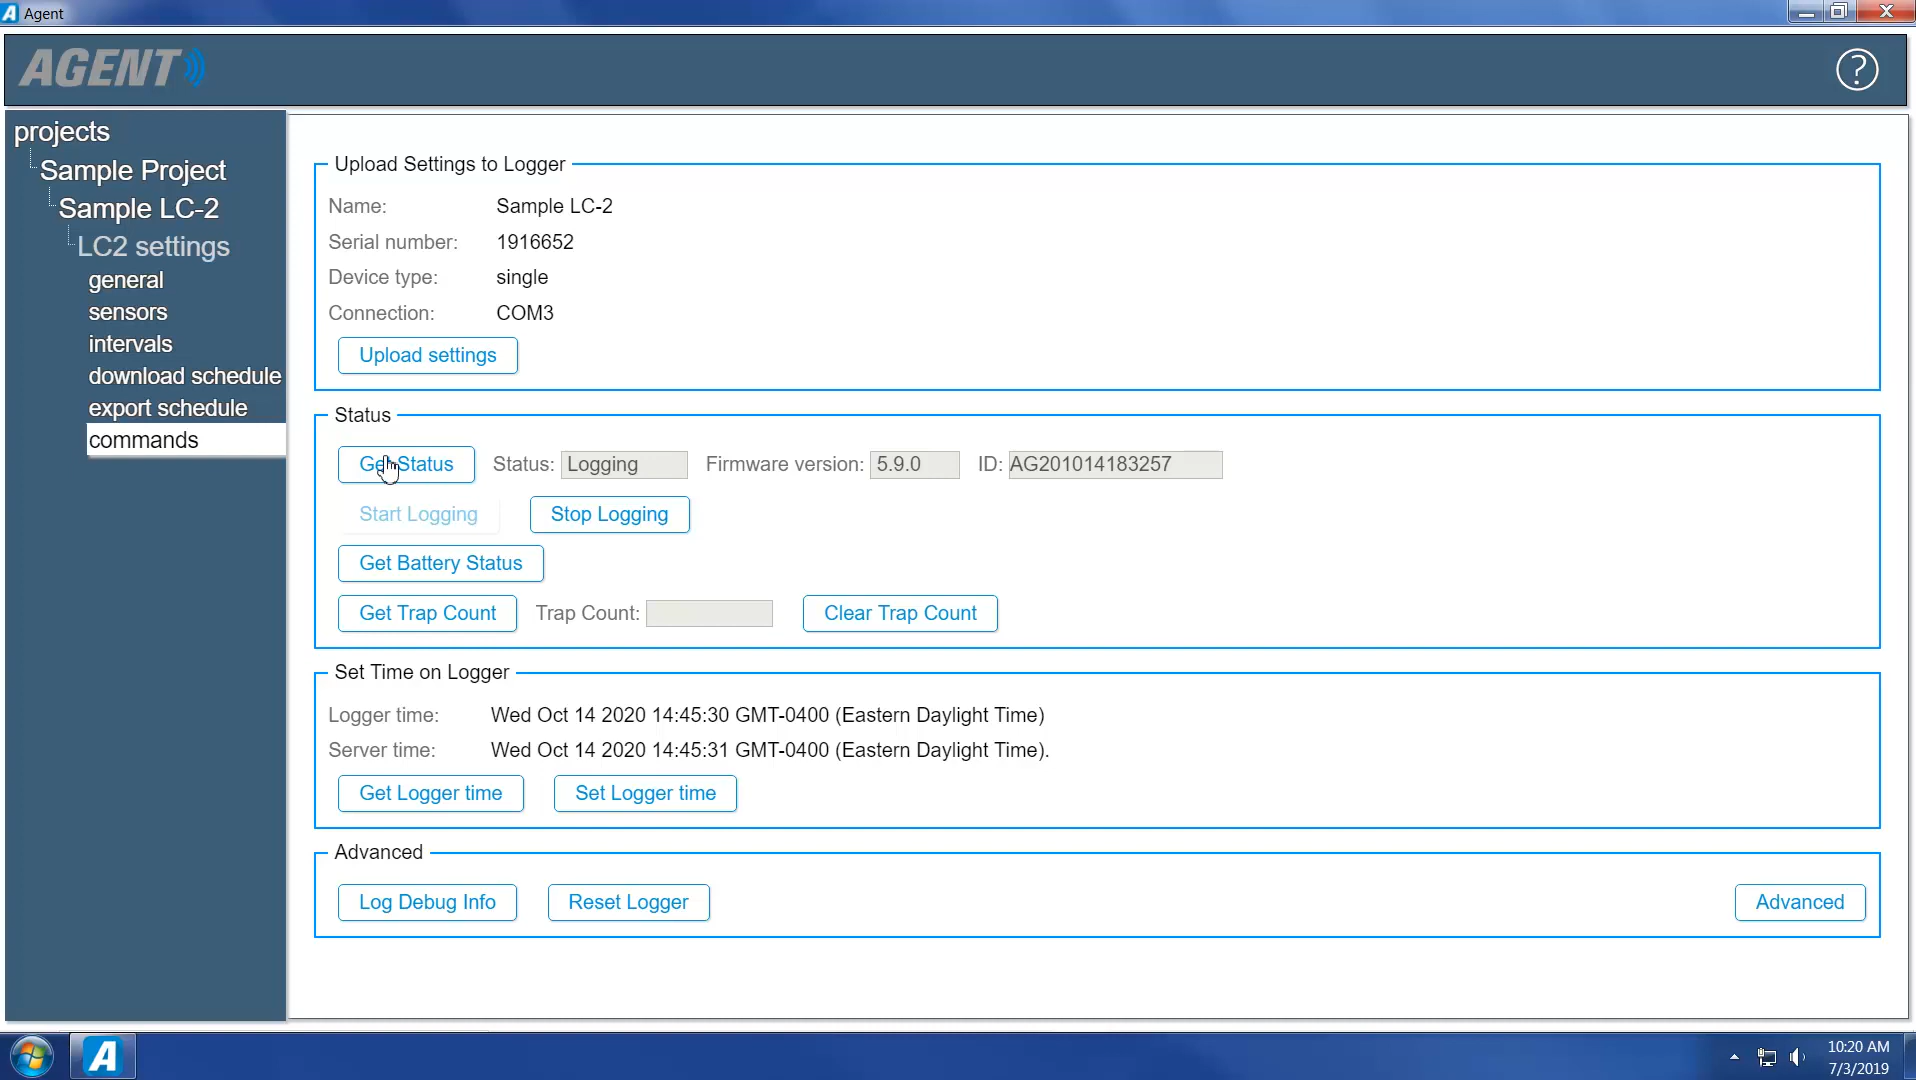 Agent
AGENT
?
projects
Sample Project
Sample LC-2
LC2 settings
general
sensors
intervals
download schedule
export schedule
commands
Upload Settings to Logger
Name: Sample LC-2
Serial number: 1916652
Device type: single
Connection: COM3
Upload settings
Status
Get Status Status: Logging Firmware version: 5.9.0 ID: AG201014183257
Start Logging Stop Logging
Get Battery Status
Get Trap Count Trap Count: Clear Trap Count
Set Time on Logger
Logger time: Wed Oct 14 2020 14:45:30 GMT-0400 (Eastern Daylight Time)
Server time: Wed Oct 14 2020 14:45:31 GMT-0400 (Eastern Daylight Time).
Get Logger time Set Logger time
Advanced
Log Debug Info Reset Logger Advanced
10:20 AM
7/3/2019